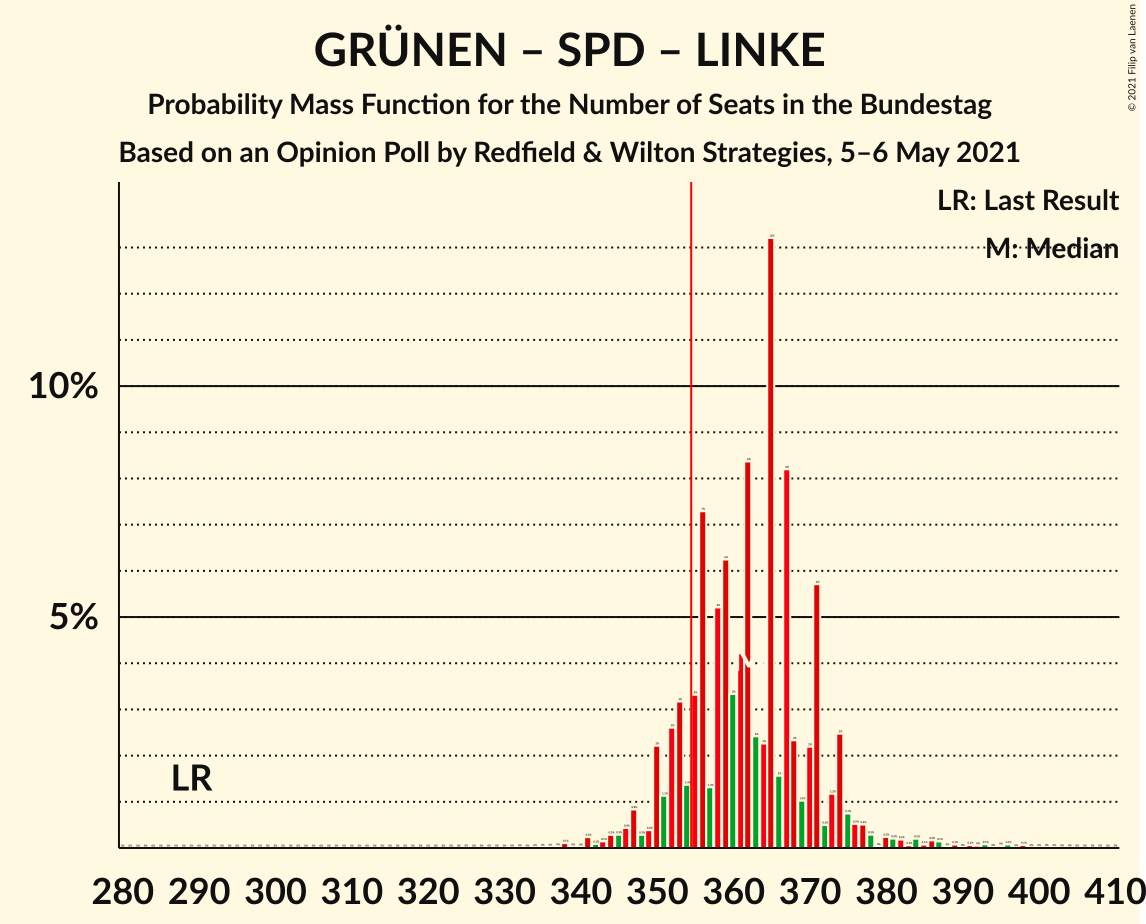 GRÜNEN – SPD – LINKE
Probability Mass Function for the Number of Seats in the Bundestag
Based on an Opinion Poll by Redfield & Wilton Strategies, 5–6 May 2021
© 2021 Filip van Laenen
LR: Last Result
M: Median
10%
5%
M
LR
280 290 300 310 320 330 340 350 360 370 380 390 400 410